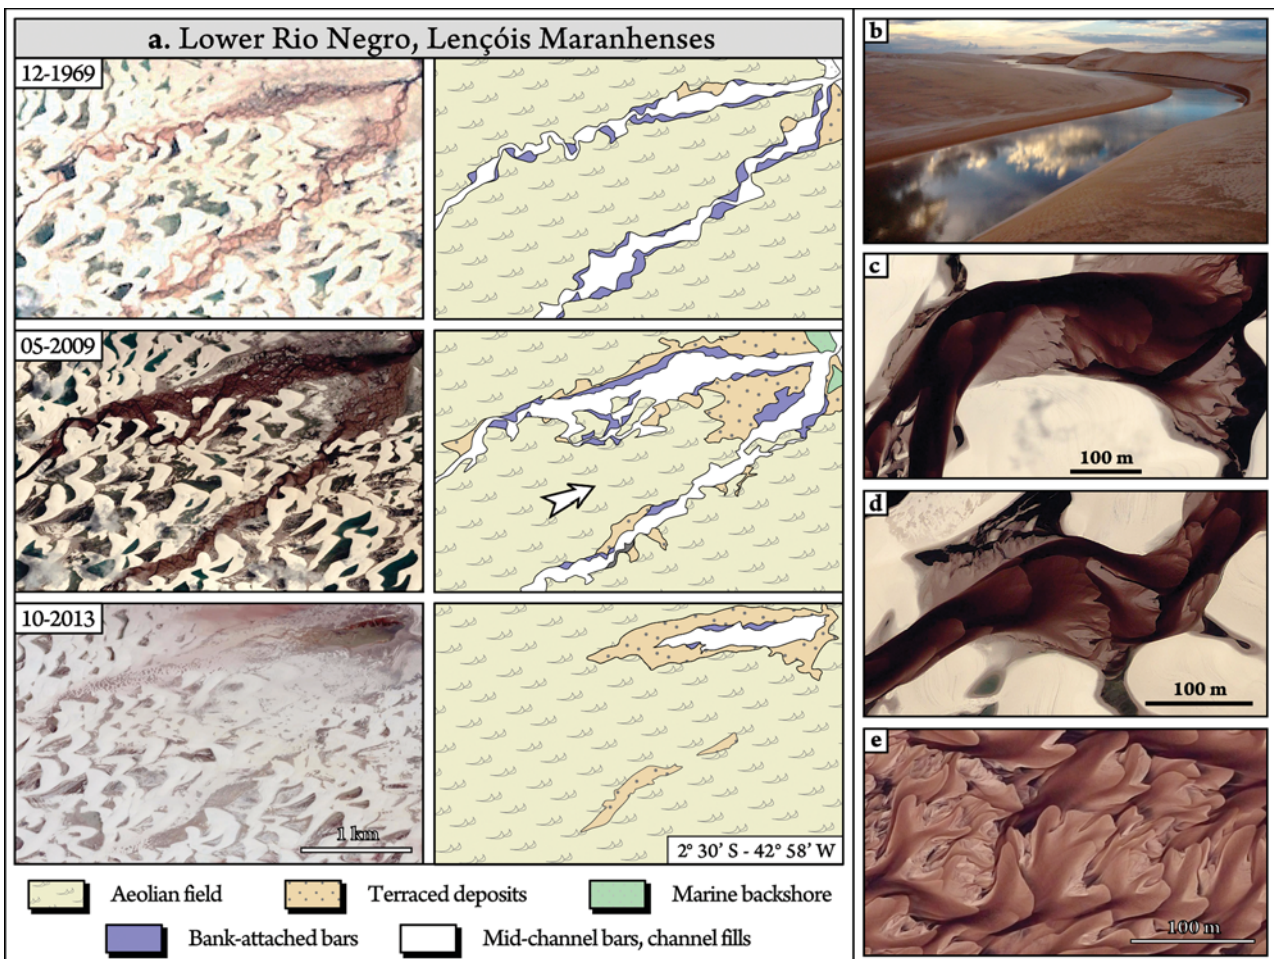 a. Lower Rio Negro, Lençóis Maranhenses
12-1969
05-2009
10-2013
1 km
2° 30' S - 42° 58' W
Aeolian field
Terraced deposits
Marine backshore
Bank-attached bars
Mid-channel bars, channel fills
b
c
100 m
d
100 m
e
100 m